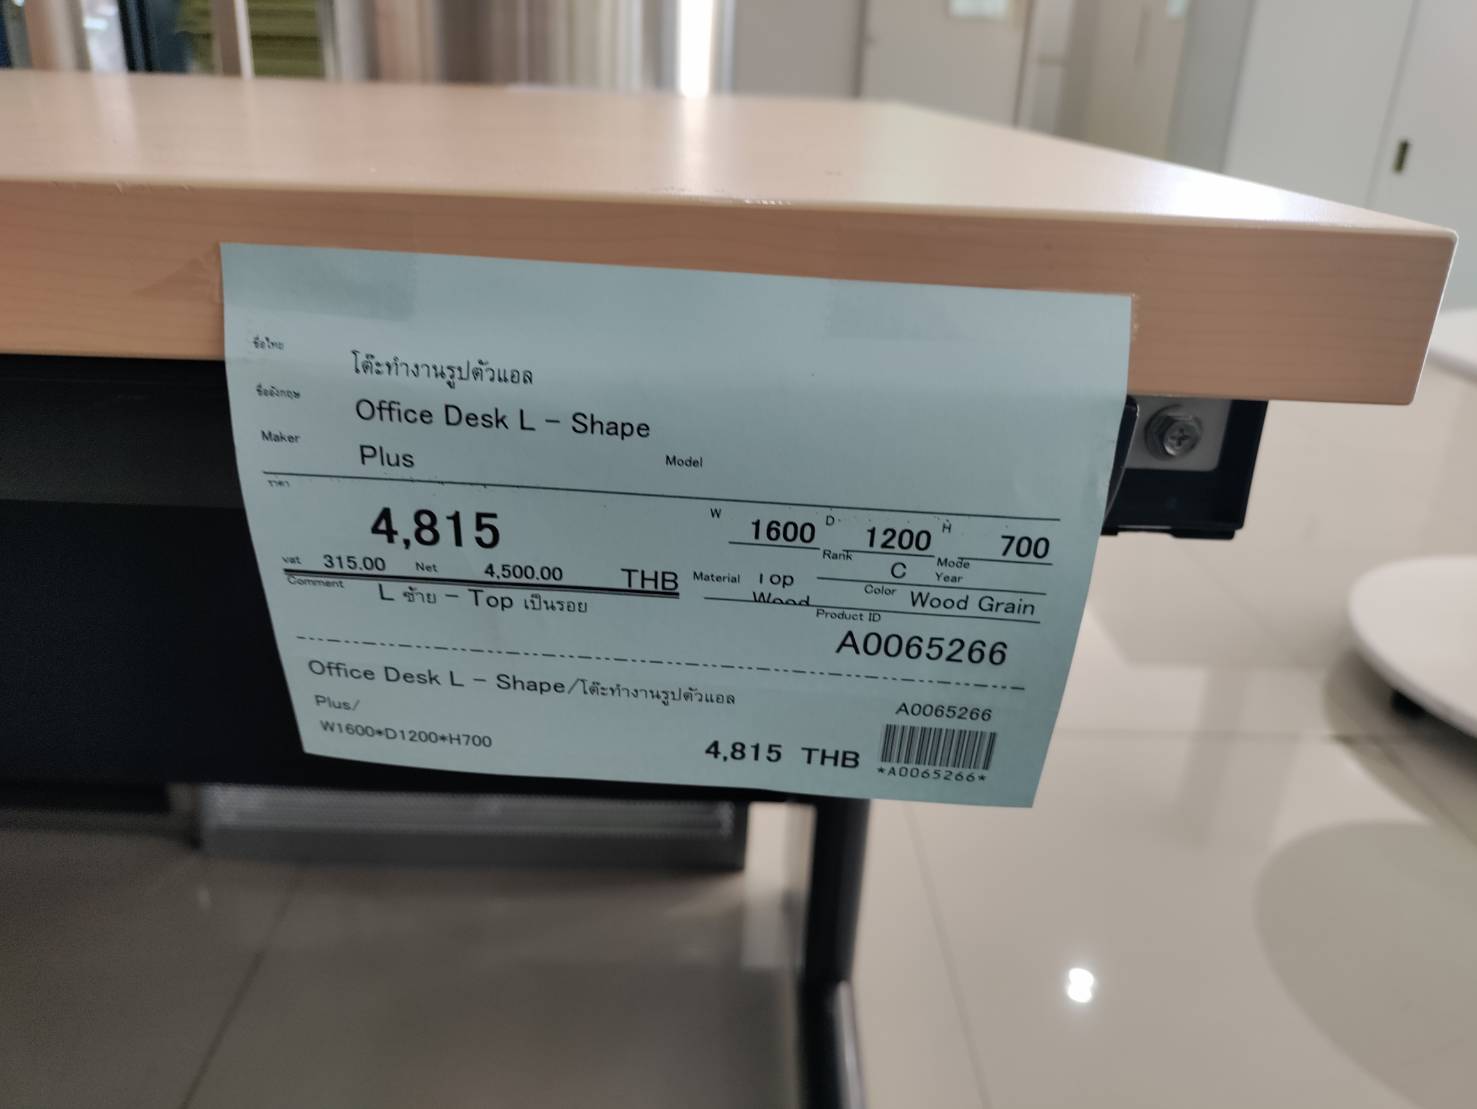 ชื่อไทย โต๊ะทำงานรูปตัวแอล
ชื่ออังกฤษ Office Desk L - Shape
Maker Plus Model
ราคา 4,815 THB
W 1600 D 1200 H 700
vat 315.00 Net 4,500.00
Rank C Mode Year
Material Top Wood Color Wood Grain
Comment L ซ้าย - Top เป็นรอย
Product ID A0065266
Office Desk L - Shape/โต๊ะทำงานรูปตัวแอล
Plus/
W1600*D1200*H700
4,815 THB
A0065266
*A0065266*